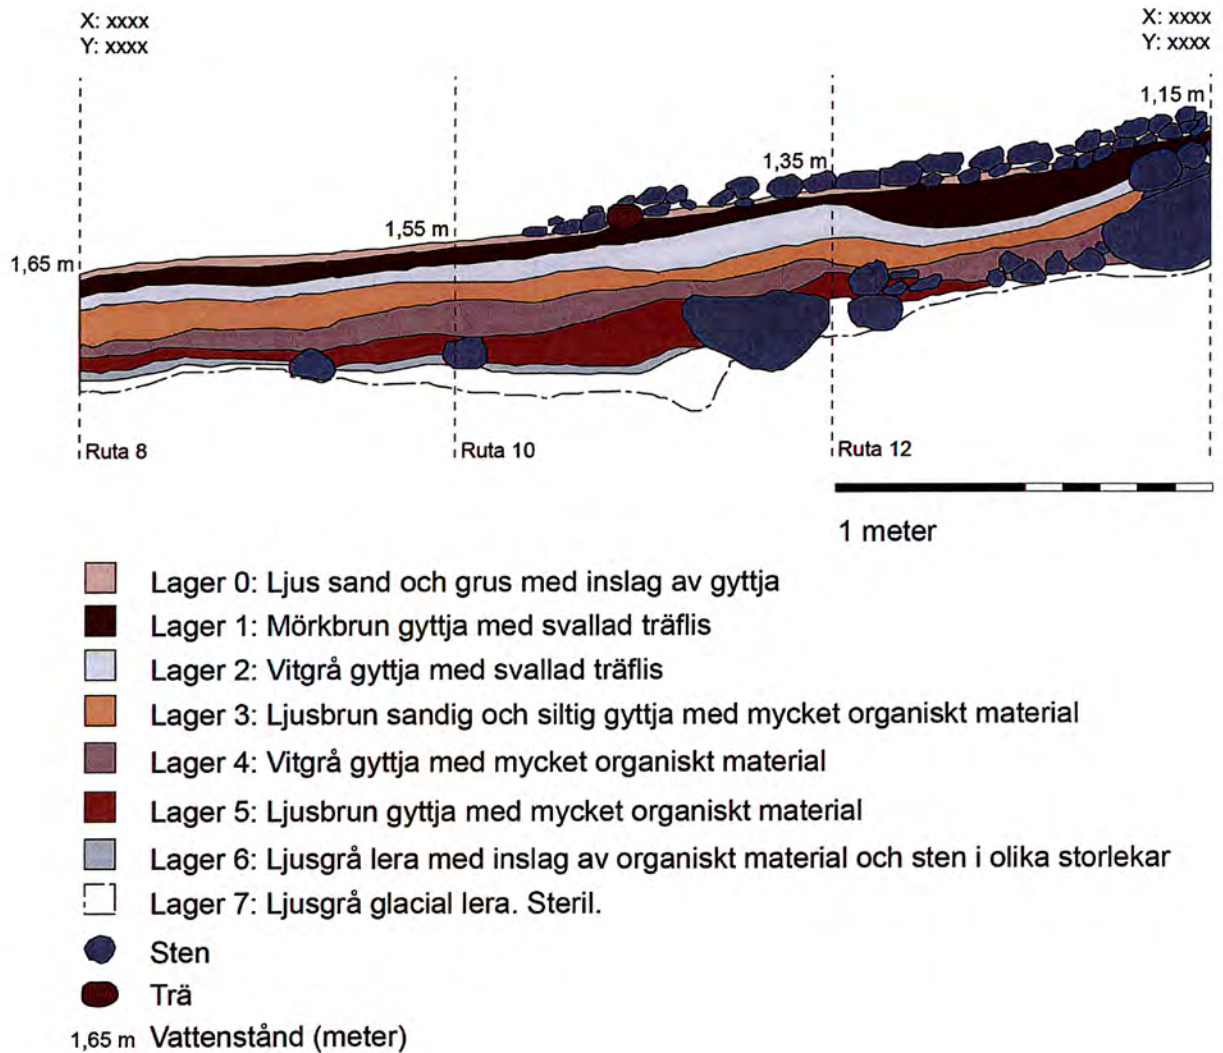 X: xxxx
Y: xxxx
X: xxxx
Y: xxxx
1,15 m
1,35 m
1,55 m
1,65 m
Ruta 8
Ruta 10
Ruta 12
1 meter
Lager 0: Ljus sand och grus med inslag av gyttja
Lager 1: Mörkbrun gyttja med svallad träflis
Lager 2: Vitgrå gyttja med svallad träflis
Lager 3: Ljusbrun sandig och siltig gyttja med mycket organiskt material
Lager 4: Vitgrå gyttja med mycket organiskt material
Lager 5: Ljusbrun gyttja med mycket organiskt material
Lager 6: Ljusgrå lera med inslag av organiskt material och sten i olika storlekar
Lager 7: Ljusgrå glacial lera. Steril.
Sten
Trä
1,65 m Vattenstånd (meter)